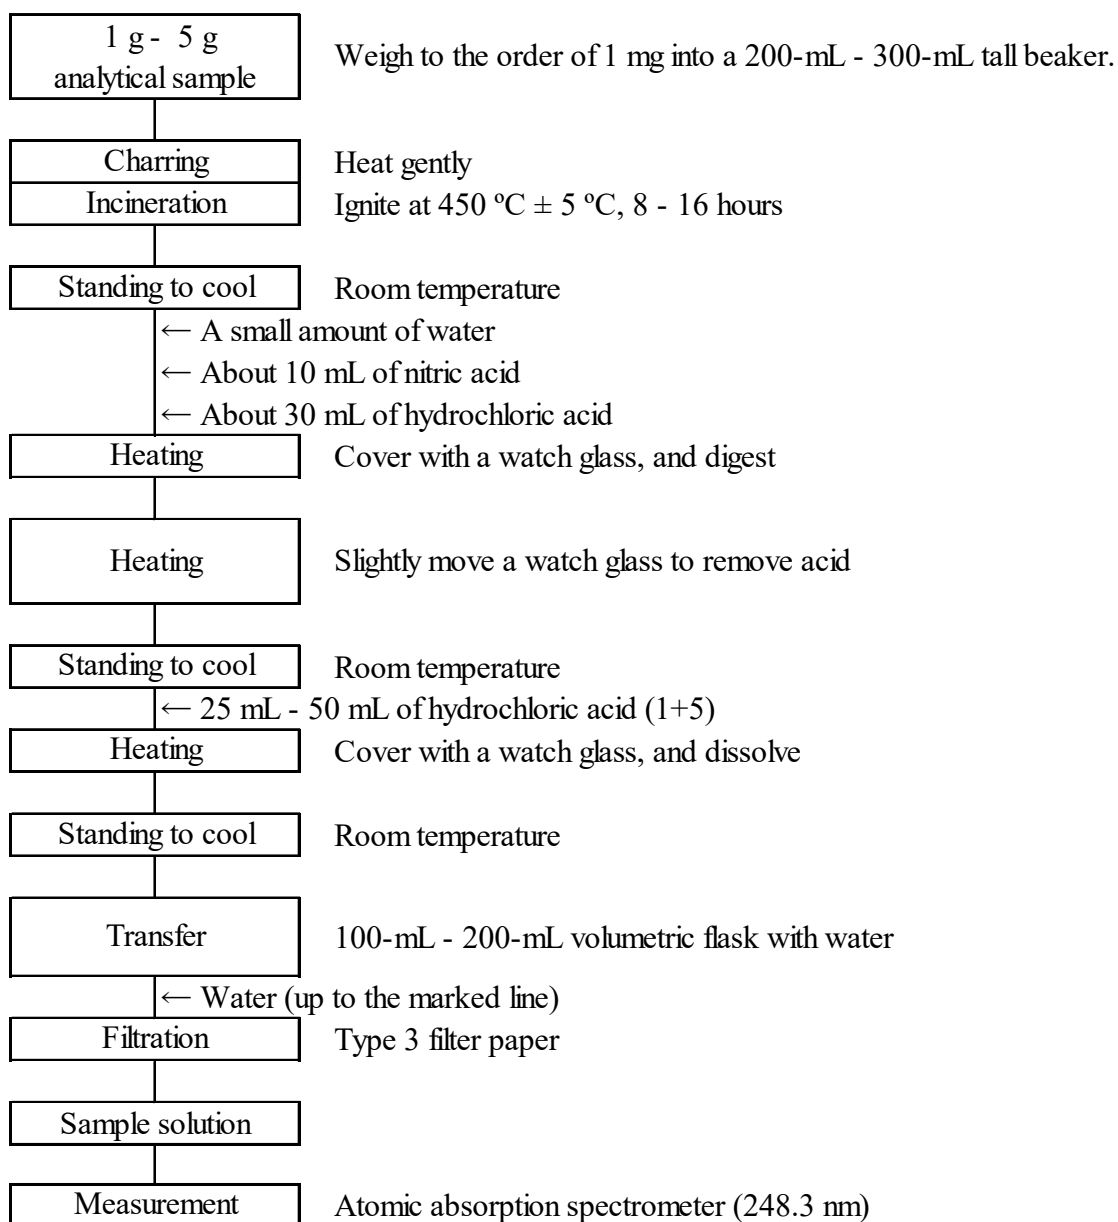 1 g - 5 g
analytical sample
Weigh to the order of 1 mg into a 200-mL - 300-mL tall beaker.
Charring
Heat gently
Incineration
Ignite at 450 ºC ± 5 ºC, 8 - 16 hours
Standing to cool
Room temperature
← A small amount of water
← About 10 mL of nitric acid
← About 30 mL of hydrochloric acid
Heating
Cover with a watch glass, and digest
Heating
Slightly move a watch glass to remove acid
Standing to cool
Room temperature
← 25 mL - 50 mL of hydrochloric acid (1+5)
Heating
Cover with a watch glass, and dissolve
Standing to cool
Room temperature
Transfer
100-mL - 200-mL volumetric flask with water
← Water (up to the marked line)
Filtration
Type 3 filter paper
Sample solution
Measurement
Atomic absorption spectrometer (248.3 nm)